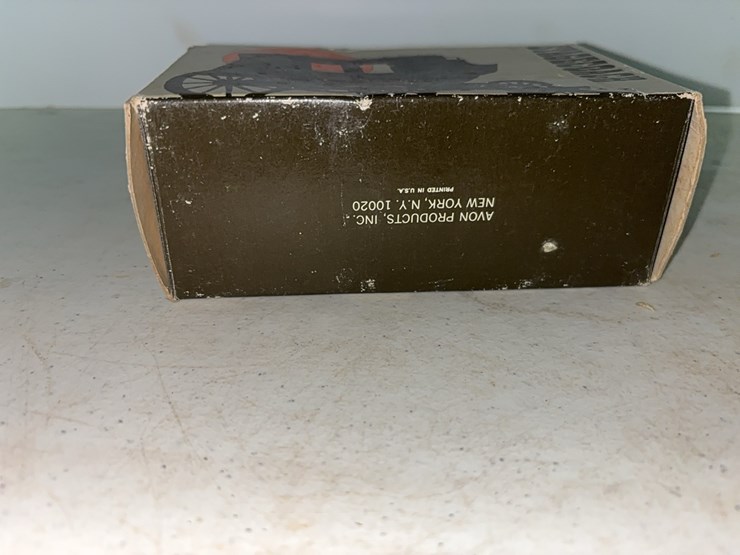 AVON PRODUCTS, INC.
NEW YORK, N.Y. 10020
PRINTED IN U.S.A.